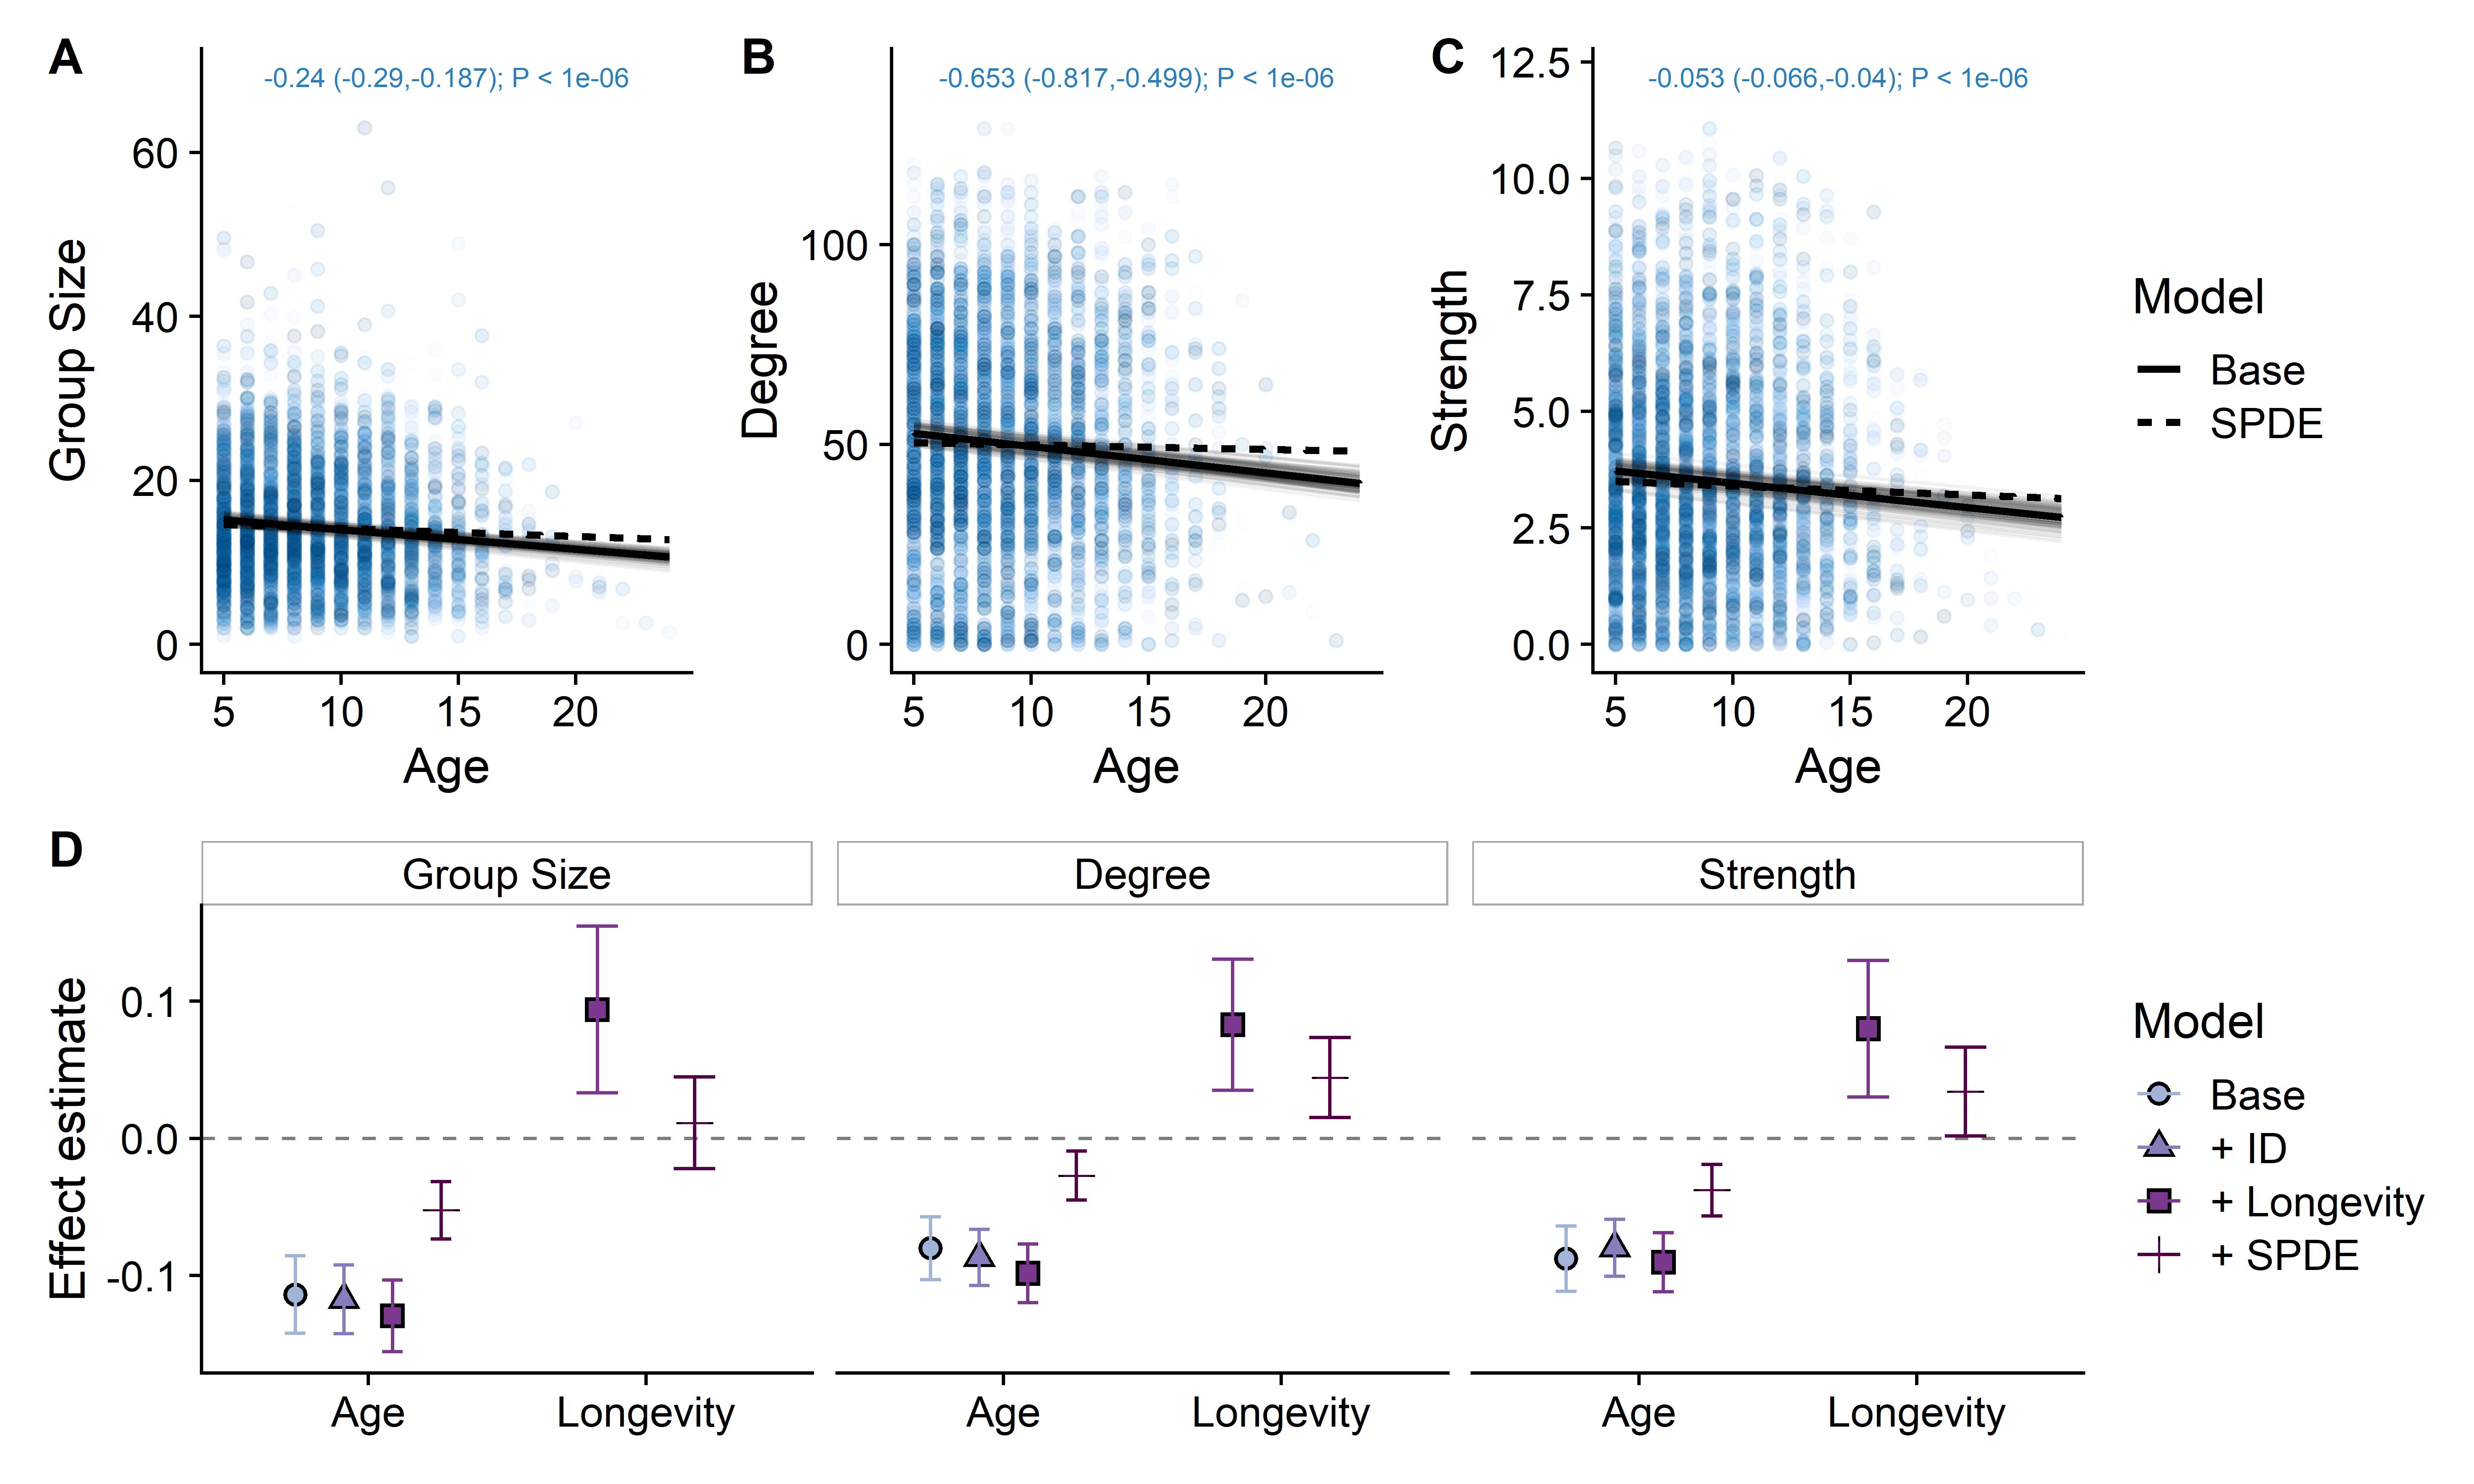 A
-0.24 (-0.29,-0.187); P < 1e-06
Group Size
60
40
20
0
5 10 15 20
Age
B
-0.653 (-0.817,-0.499); P < 1e-06
Degree
100
50
0
5 10 15 20
Age
C
-0.053 (-0.066,-0.04); P < 1e-06
Strength
12.5
10.0
7.5
5.0
2.5
0.0
5 10 15 20
Age
Model
Base
SPDE
D
Group Size
Degree
Strength
Effect estimate
0.1
0.0
-0.1
Age Longevity
Age Longevity
Age Longevity
Model
Base
+ ID
+ Longevity
+ SPDE